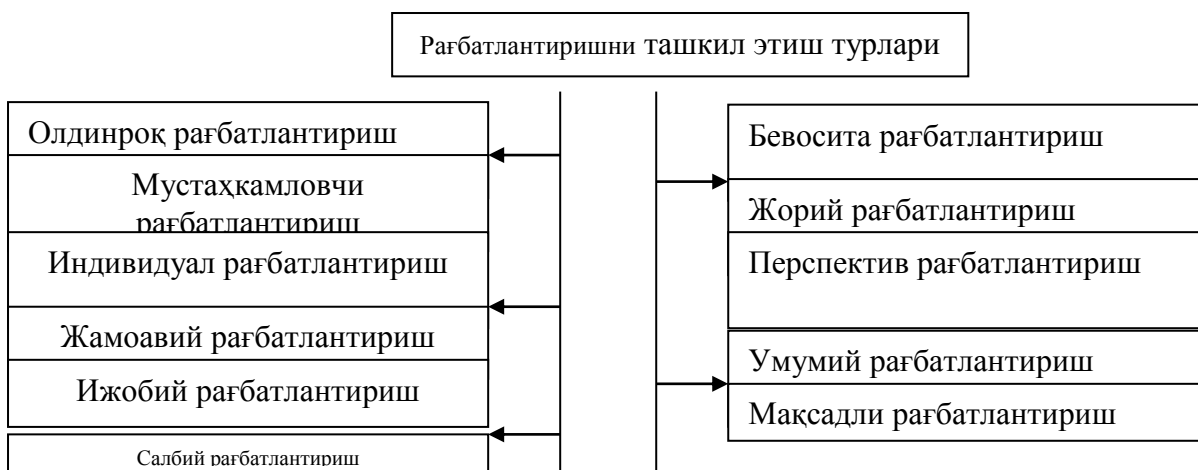 Рағбатлантиришни ташкил этиш турлари
Олдинроқ рағбатлантириш
Мустаҳкамловчи
рағбатлантириш
Индивидуал рағбатлантириш
Жамоавий рағбатлантириш
Ижобий рағбатлантириш
Салбий рағбатлантириш
Бевосита рағбатлантириш
Жорий рағбатлантириш
Перспектив рағбатлантириш
Умумий рағбатлантириш
Мақсадли рағбатлантириш